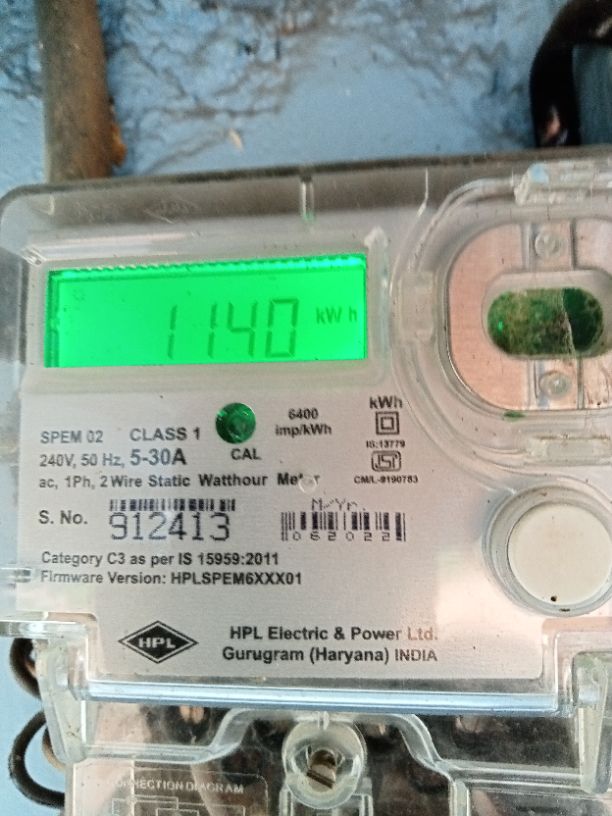 1140 kWh
6400
imp/kWh
kWh
IS:13779
SPEM 02 CLASS 1
240V, 50 Hz, 5-30A
CAL
CM/L-9190783
ac, 1Ph, 2 Wire Static Watthour Meter
M/Yr.
S. No. 912413
062022
Category C3 as per IS 15959:2011
Firmware Version: HPLSPEM6XXX01
HPL
HPL Electric & Power Ltd.
Gurugram (Haryana) INDIA
CONNECTION DIAGRAM